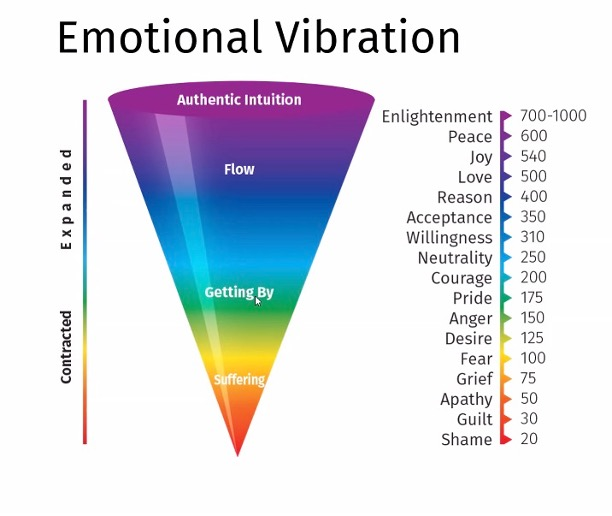 Emotional Vibration
Authentic Intuition
Flow
Getting By
Suffering
Expanded
Contracted
Enlightenment 700-1000
Peace 600
Joy 540
Love 500
Reason 400
Acceptance 350
Willingness 310
Neutrality 250
Courage 200
Pride 175
Anger 150
Desire 125
Fear 100
Grief 75
Apathy 50
Guilt 30
Shame 20